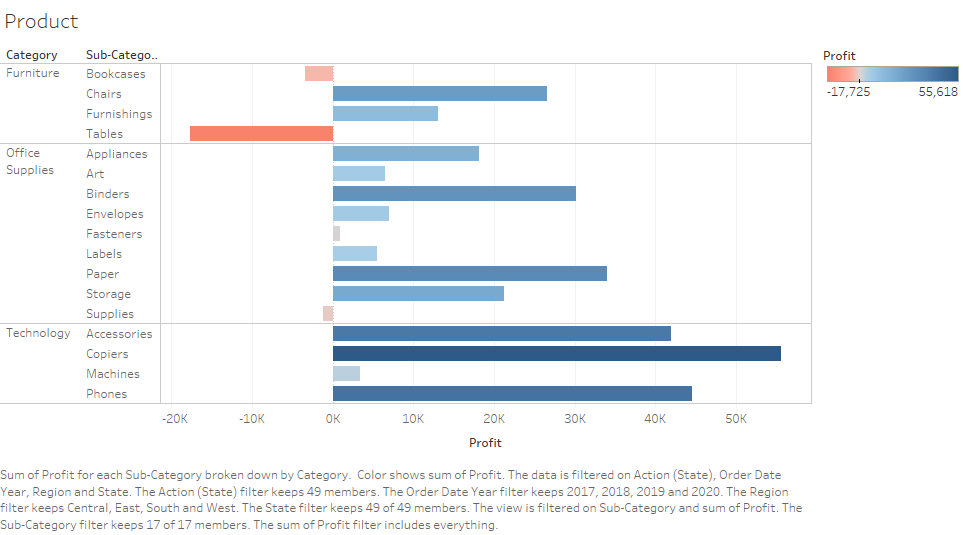 Product
Category Sub-Catego..
Profit
-17,725 55,618
Furniture Bookcases
Chairs
Furnishings
Tables
Office Supplies Appliances
Art
Binders
Envelopes
Fasteners
Labels
Paper
Storage
Supplies
Technology Accessories
Copiers
Machines
Phones
-20K -10K 0K 10K 20K 30K 40K 50K
Profit
Sum of Profit for each Sub-Category broken down by Category. Color shows sum of Profit. The data is filtered on Action (State), Order Date
Year, Region and State. The Action (State) filter keeps 49 members. The Order Date Year filter keeps 2017, 2018, 2019 and 2020. The Region
filter keeps Central, East, South and West. The State filter keeps 49 of 49 members. The view is filtered on Sub-Category and sum of Profit. The
Sub-Category filter keeps 17 of 17 members. The sum of Profit filter includes everything.